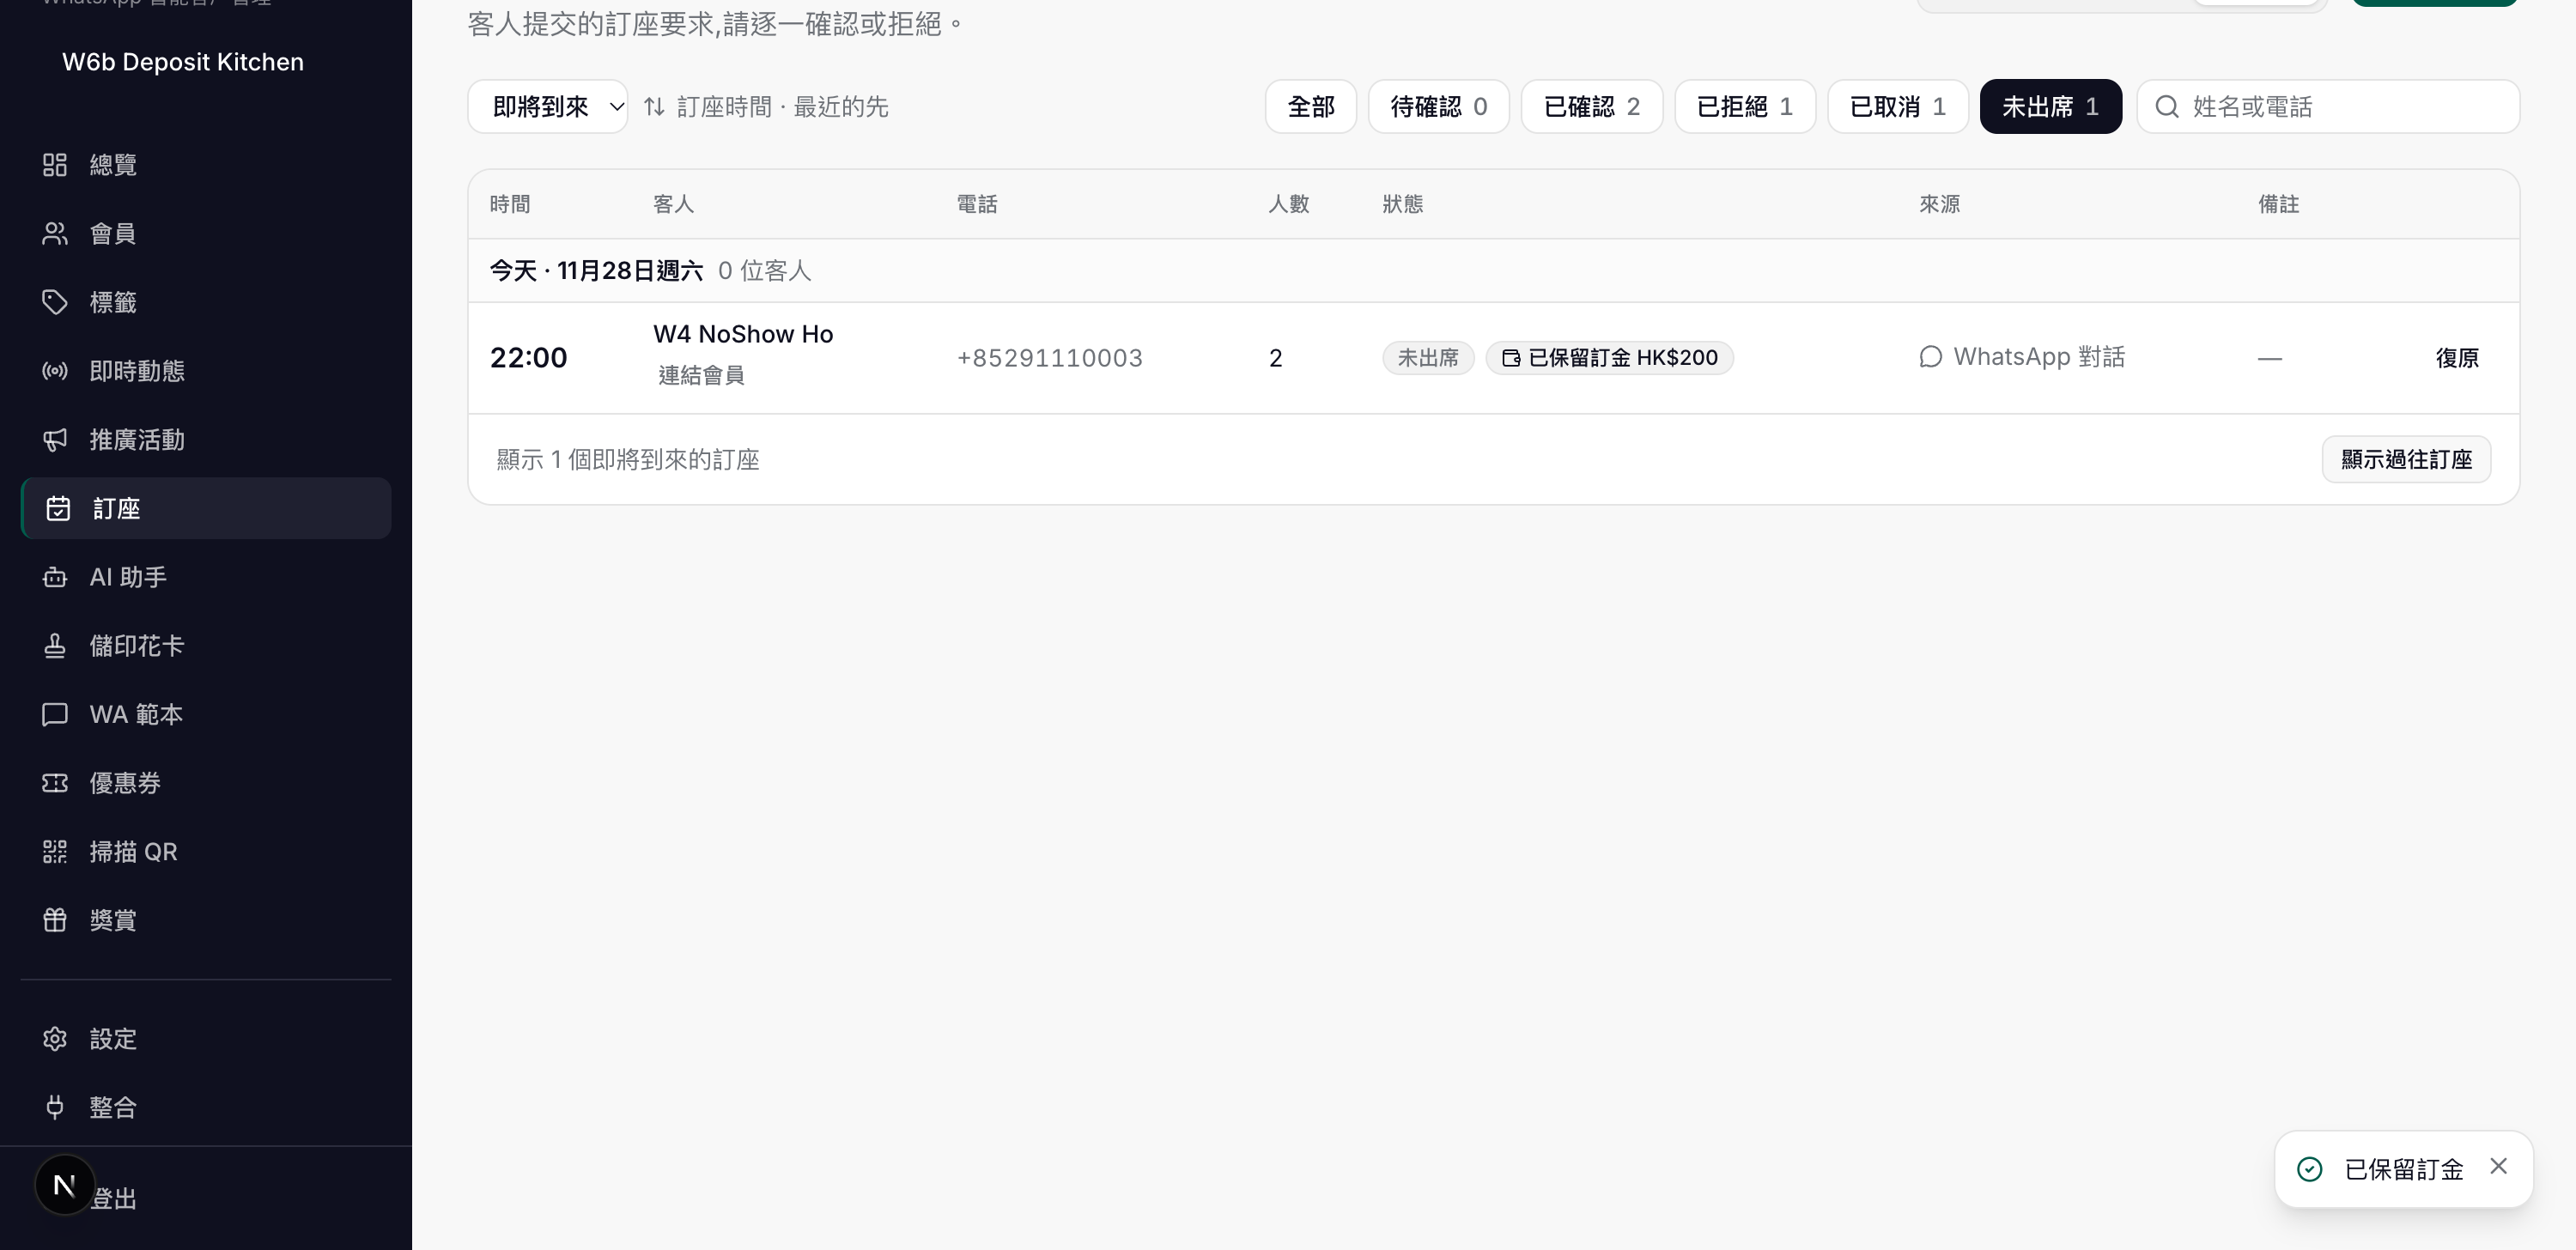 W6b Deposit Kitchen
總覽
會員
標籤
即時動態
推廣活動
訂座
AI 助手
儲印花卡
WA 範本
優惠券
掃描 QR
獎賞
設定
整合
N
登出
客人提交的訂座要求,請逐一確認或拒絕。
即將到來 訂座時間 · 最近的先 全部 待確認 0 已確認 2 已拒絕 1 已取消 1 未出席 1 姓名或電話
時間 客人 電話 人數 狀態 來源 備註
今天 · 11月28日週六 0 位客人
22:00 W4 NoShow Ho +85291110003 2 未出席 已保留訂金 HK$200 WhatsApp 對話 — 復原
連結會員
顯示 1 個即將到來的訂座 顯示過往訂座
已保留訂金